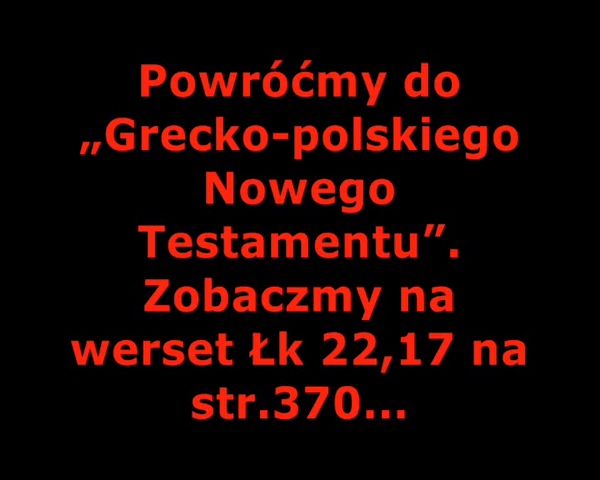 Powróćmy do
„Grecko-polskiego
Nowego
Testamentu”.
Zobaczmy na
werset Łk 22,17 na
str.370...